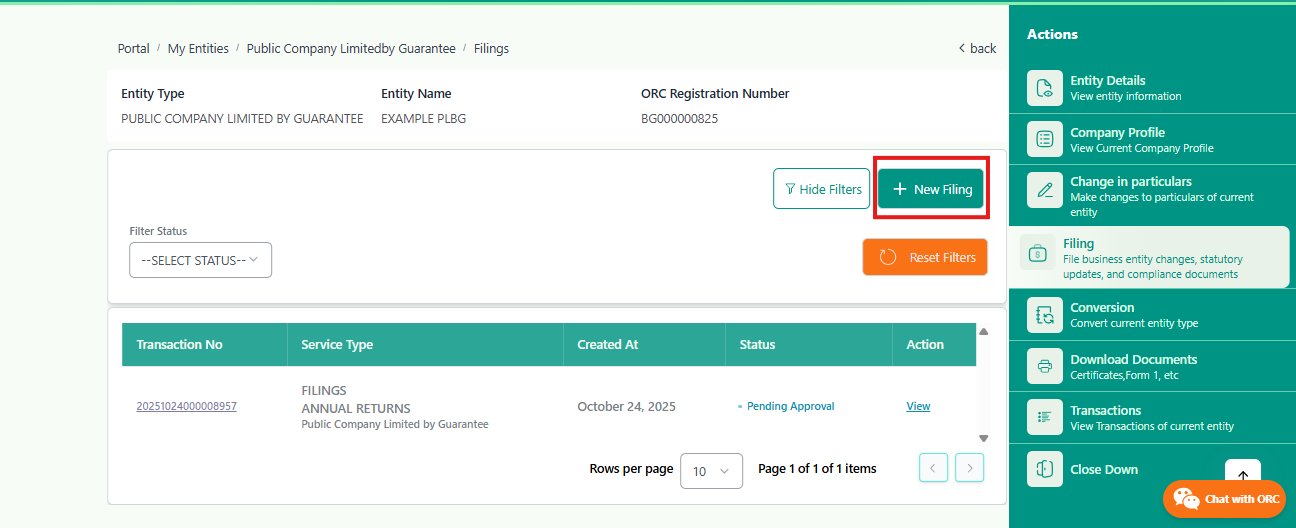 Portal / My Entities / Public Company Limitedby Guarantee / Filings
back
Entity Type
Entity Name
ORC Registration Number
PUBLIC COMPANY LIMITED BY GUARANTEE
EXAMPLE PLBG
BG000000825
Hide Filters
New Filing
Filter Status
--SELECT STATUS--
Reset Filters
Transaction No
Service Type
Created At
Status
Action
20251024000008957
FILINGS
ANNUAL RETURNS
Public Company Limited by Guarantee
October 24, 2025
Pending Approval
View
Rows per page
10
Page 1 of 1 of 1 items
Actions
Entity Details
View entity information
Company Profile
View Current Company Profile
Change in particulars
Make changes to particulars of current
entity
Filing
File business entity changes, statutory
updates, and compliance documents
Conversion
Convert current entity type
Download Documents
Certificates,Form 1, etc
Transactions
View Transactions of current entity
Close Down
Chat with ORC